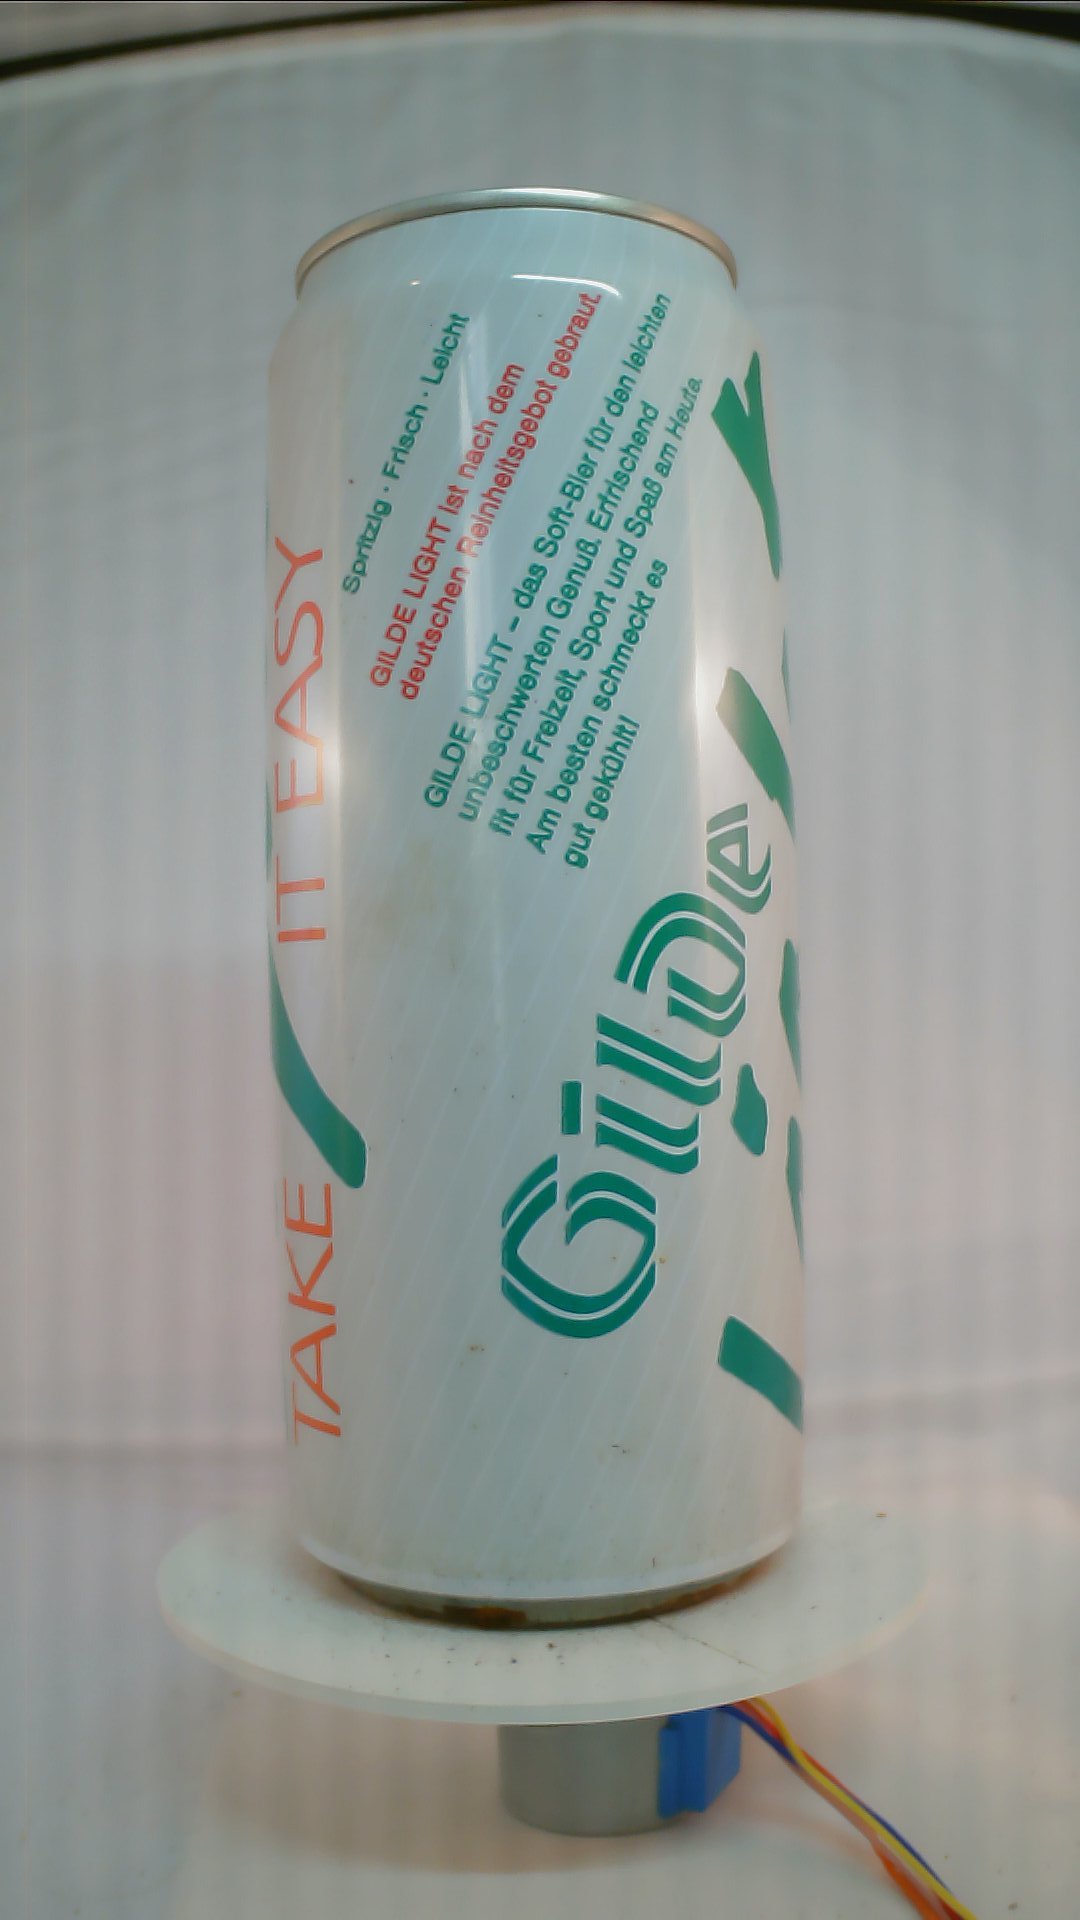 TAKE IT EASY
Spritzig · Frisch · Leicht
GILDE LIGHT ist nach dem
deutschen Reinheitsgebot gebraut.
GILDE LIGHT – das Soft-Bier für den leichten
unbeschwerten Genuß. Erfrischend
fit für Freizeit, Sport und Spaß am Heute.
Am besten schmeckt es
gut gekühlt!
Gilde